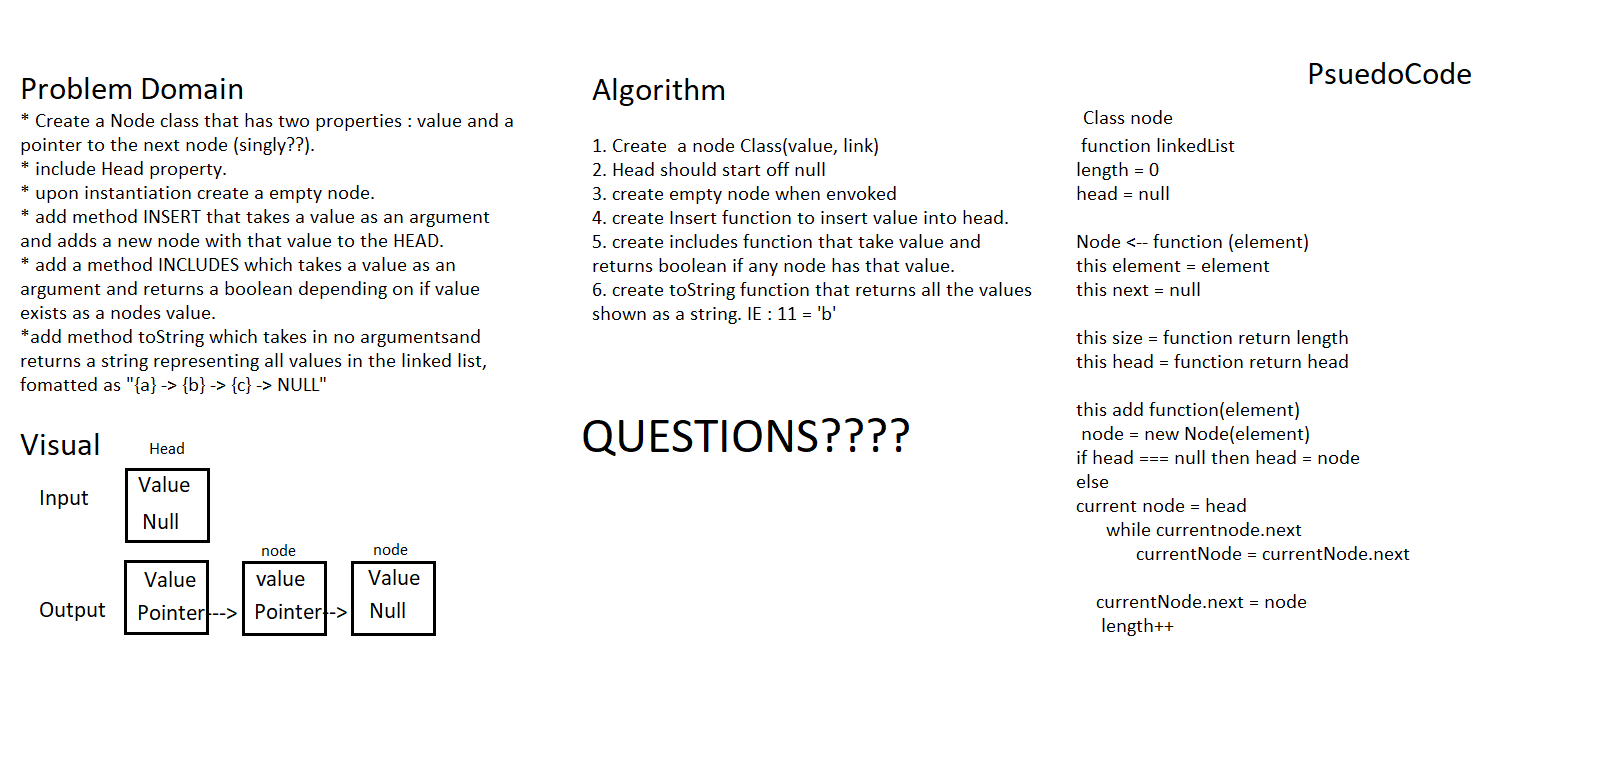 Problem Domain
* Create a Node class that has two properties : value and a
pointer to the next node (singly??).
* include Head property.
* upon instantiation create a empty node.
* add method INSERT that takes a value as an argument
and adds a new node with that value to the HEAD.
* add a method INCLUDES which takes a value as an
argument and returns a boolean depending on if value
exists as a nodes value.
*add method toString which takes in no argumentsand
returns a string representing all values in the linked list,
fomatted as "{a} -> {b} -> {c} -> NULL"
Visual
Head
Input
Value
Null
Output
Value
Pointer--->
node
value
Pointer-->
node
Value
Null
Algorithm
1. Create  a node Class(value, link)
2. Head should start off null
3. create empty node when envoked
4. create Insert function to insert value into head.
5. create includes function that take value and
returns boolean if any node has that value.
6. create toString function that returns all the values
shown as a string. IE : 11 = 'b'
QUESTIONS????
PsuedoCode
Class node
function linkedList
length = 0
head = null
Node <-- function (element)
this element = element
this next = null
this size = function return length
this head = function return head
this add function(element)
node = new Node(element)
if head === null then head = node
else
current node = head
while currentnode.next
currentNode = currentNode.next
currentNode.next = node
length++